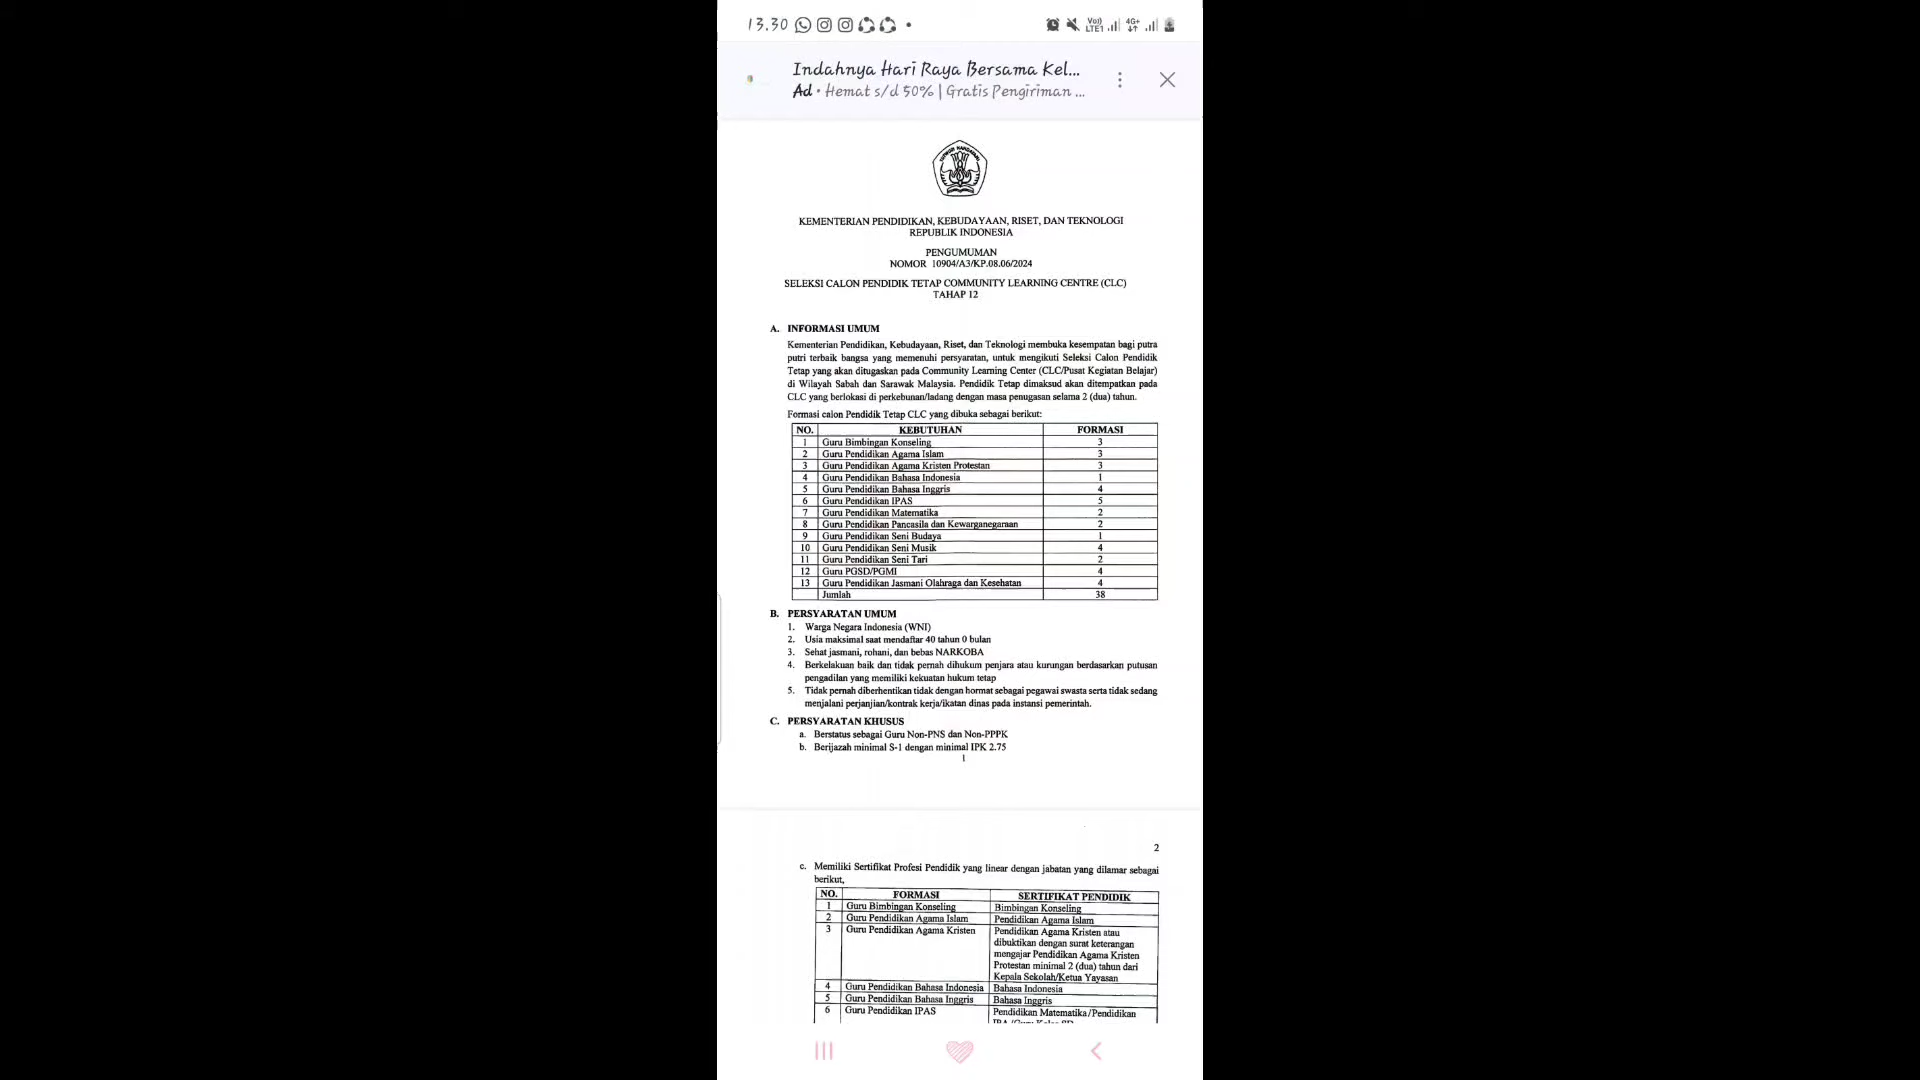 13.30
Voj) LTE1 4G+
Indahnya Hari Raya Bersama Kel...
Ad • Hemat s/d 50% | Gratis Pengiriman ...
TUT WURI HANDAYANI
KEMENTERIAN PENDIDIKAN, KEBUDAYAAN, RISET, DAN TEKNOLOGI
REPUBLIK INDONESIA
PENGUMUMAN
NOMOR 10904/A3/KP.08.06/2024
SELEKSI CALON PENDIDIK TETAP COMMUNITY LEARNING CENTRE (CLC)
TAHAP 12
A. INFORMASI UMUM
Kementerian Pendidikan, Kebudayaan, Riset, dan Teknologi membuka kesempatan bagi putra
putri terbaik bangsa yang memenuhi persyaratan, untuk mengikuti Seleksi Calon Pendidik
Tetap yang akan ditugaskan pada Community Learning Center (CLC/Pusat Kegiatan Belajar)
di Wilayah Sabah dan Sarawak Malaysia. Pendidik Tetap dimaksud akan ditempatkan pada
CLC yang berlokasi di perkebunan/ladang dengan masa penugasan selama 2 (dua) tahun.
Formasi calon Pendidik Tetap CLC yang dibuka sebagai berikut:
NO. KEBUTUHAN FORMASI
1 Guru Bimbingan Konseling 3
2 Guru Pendidikan Agama Islam 3
3 Guru Pendidikan Agama Kristen Protestan 3
4 Guru Pendidikan Bahasa Indonesia 1
5 Guru Pendidikan Bahasa Inggris 4
6 Guru Pendidikan IPAS 5
7 Guru Pendidikan Matematika 2
8 Guru Pendidikan Pancasila dan Kewarganegaraan 2
9 Guru Pendidikan Seni Budaya 1
10 Guru Pendidikan Seni Musik 4
11 Guru Pendidikan Seni Tari 2
12 Guru PGSD/PGMI 4
13 Guru Pendidikan Jasmani Olahraga dan Kesehatan 4
Jumlah 38
B. PERSYARATAN UMUM
1. Warga Negara Indonesia (WNI)
2. Usia maksimal saat mendaftar 40 tahun 0 bulan
3. Sehat jasmani, rohani, dan bebas NARKOBA
4. Berkelakuan baik dan tidak pernah dihukum penjara atau kurungan berdasarkan putusan
pengadilan yang memiliki kekuatan hukum tetap
5. Tidak pernah diberhentikan tidak dengan hormat sebagai pegawai swasta serta tidak sedang
menjalani perjanjian/kontrak kerja/ikatan dinas pada instansi pemerintah.
C. PERSYARATAN KHUSUS
a. Berstatus sebagai Guru Non-PNS dan Non-PPPK
b. Berijazah minimal S-1 dengan minimal IPK 2.75
1
2
c. Memiliki Sertifikat Profesi Pendidik yang linear dengan jabatan yang dilamar sebagai
berikut,
NO. FORMASI SERTIFIKAT PENDIDIK
1 Guru Bimbingan Konseling Bimbingan Konseling
2 Guru Pendidikan Agama Islam Pendidikan Agama Islam
3 Guru Pendidikan Agama Kristen Pendidikan Agama Kristen atau
dibuktikan dengan surat keterangan
mengajar Pendidikan Agama Kristen
Protestan minimal 2 (dua) tahun dari
Kepala Sekolah/Ketua Yayasan
4 Guru Pendidikan Bahasa Indonesia Bahasa Indonesia
5 Guru Pendidikan Bahasa Inggris Bahasa Inggris
6 Guru Pendidikan IPAS Pendidikan Matematika/Pendidikan